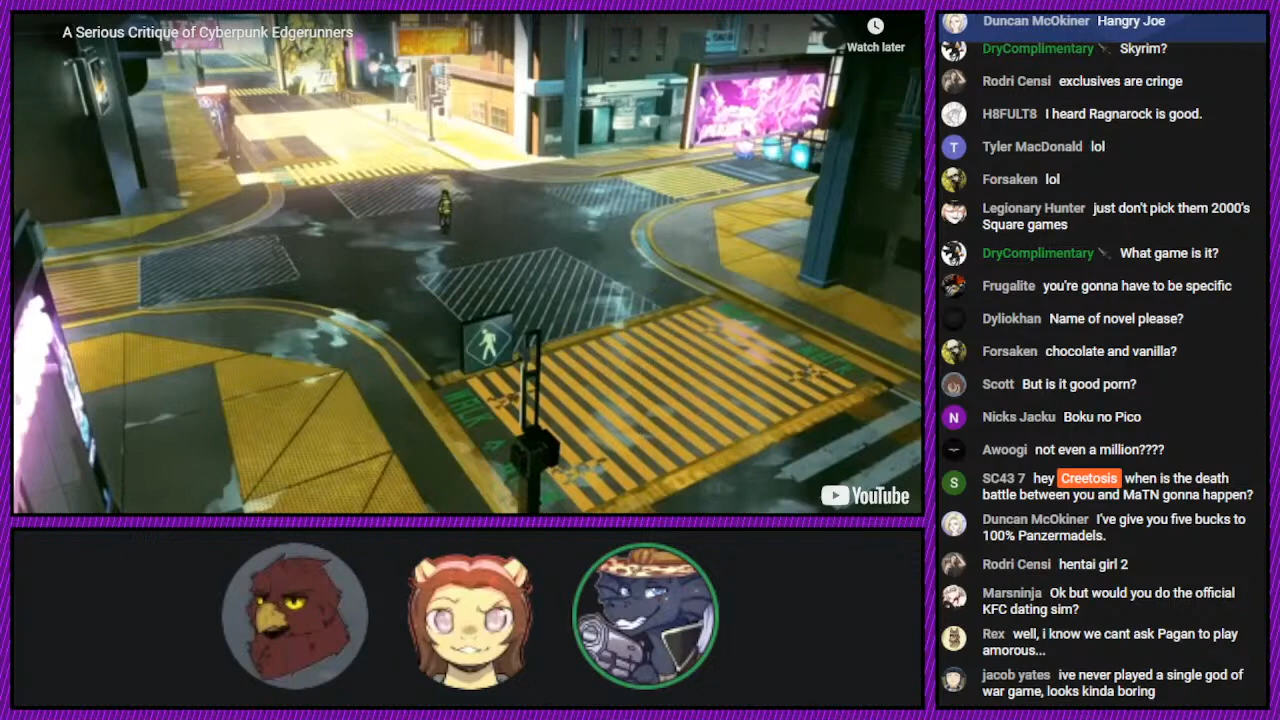 A Serious Critique of Cyberpunk Edgerunners
Watch later
WALK
YouTube
Duncan McOkiner Hangry Joe
DryComplimentary Skyrim?
Rodri Censi exclusives are cringe
H8FULT8 I heard Ragnarock is good.
T
Tyler MacDonald lol
Forsaken lol
Legionary Hunter just don't pick them 2000's
Square games
DryComplimentary What game is it?
Frugalite you're gonna have to be specific
Dyliokhan Name of novel please?
Forsaken chocolate and vanilla?
Scott But is it good porn?
N
Nicks Jacku Boku no Pico
Awoogi not even a million????
S
SC43 7 hey Creetosis when is the death
battle between you and MaTN gonna happen?
Duncan McOkiner I've give you five bucks to
100% Panzermadels.
Rodri Censi hentai girl 2
Marsninja Ok but would you do the official
KFC dating sim?
Rex well, i know we cant ask Pagan to play
amorous...
jacob yates ive never played a single god of
war game, looks kinda boring